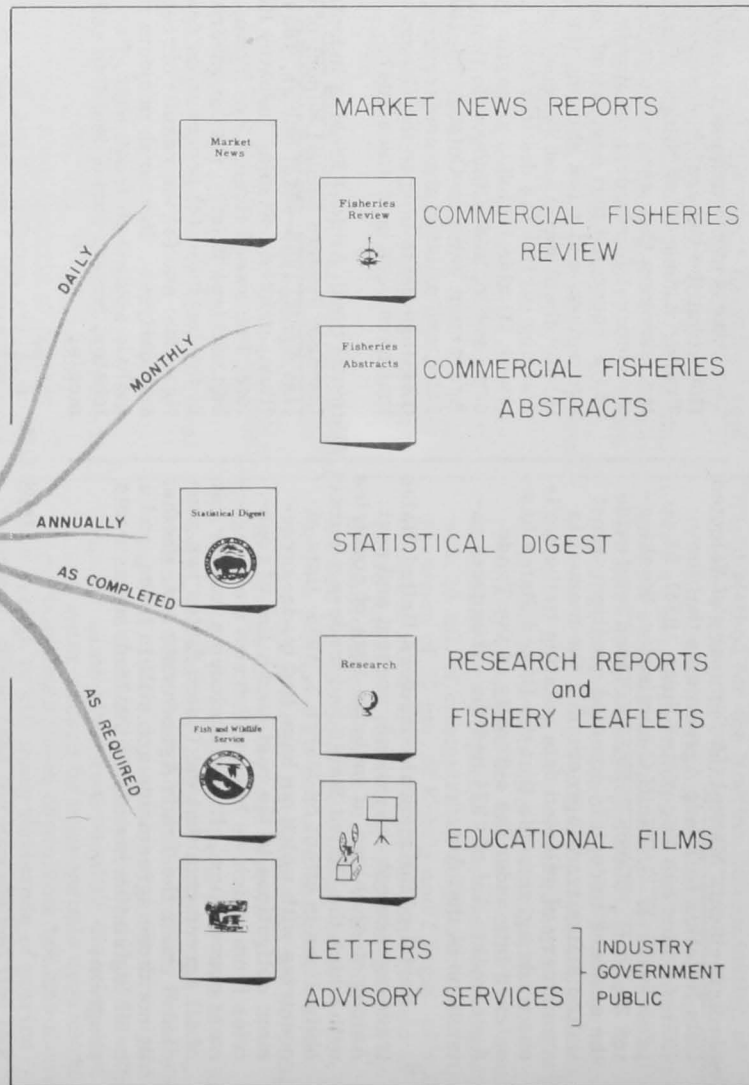 MARKET NEWS REPORTS
Market
News
DAILY
Fisheries
Review
COMMERCIAL FISHERIES
REVIEW
MONTHLY
Fisheries
Abstracts
COMMERCIAL FISHERIES
ABSTRACTS
ANNUALLY
Statistical Digest
STATISTICAL DIGEST
AS COMPLETED
Research
RESEARCH REPORTS
and
FISHERY LEAFLETS
AS REQUIRED
Fish and Wildlife
Service
EDUCATIONAL FILMS
LETTERS
ADVISORY SERVICES
INDUSTRY
GOVERNMENT
PUBLIC